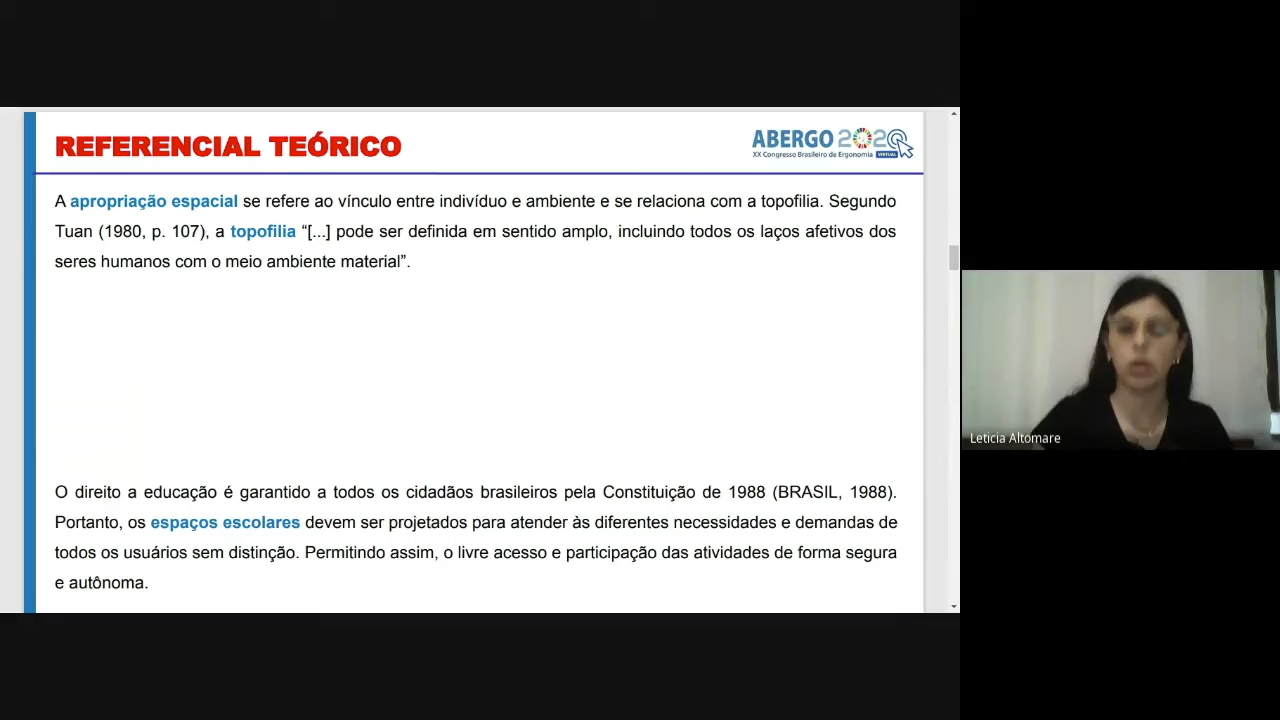 REFERENCIAL TEÓRICO
ABERGO 2020
XX Congresso Brasileiro de Ergonomia VIRTUAL
A apropriação espacial se refere ao vínculo entre indivíduo e ambiente e se relaciona com a topofilia. Segundo
Tuan (1980, p. 107), a topofilia “[...] pode ser definida em sentido amplo, incluindo todos os laços afetivos dos
seres humanos com o meio ambiente material”.
O direito a educação é garantido a todos os cidadãos brasileiros pela Constituição de 1988 (BRASIL, 1988).
Portanto, os espaços escolares devem ser projetados para atender às diferentes necessidades e demandas de
todos os usuários sem distinção. Permitindo assim, o livre acesso e participação das atividades de forma segura
e autônoma.
Leticia Altomare